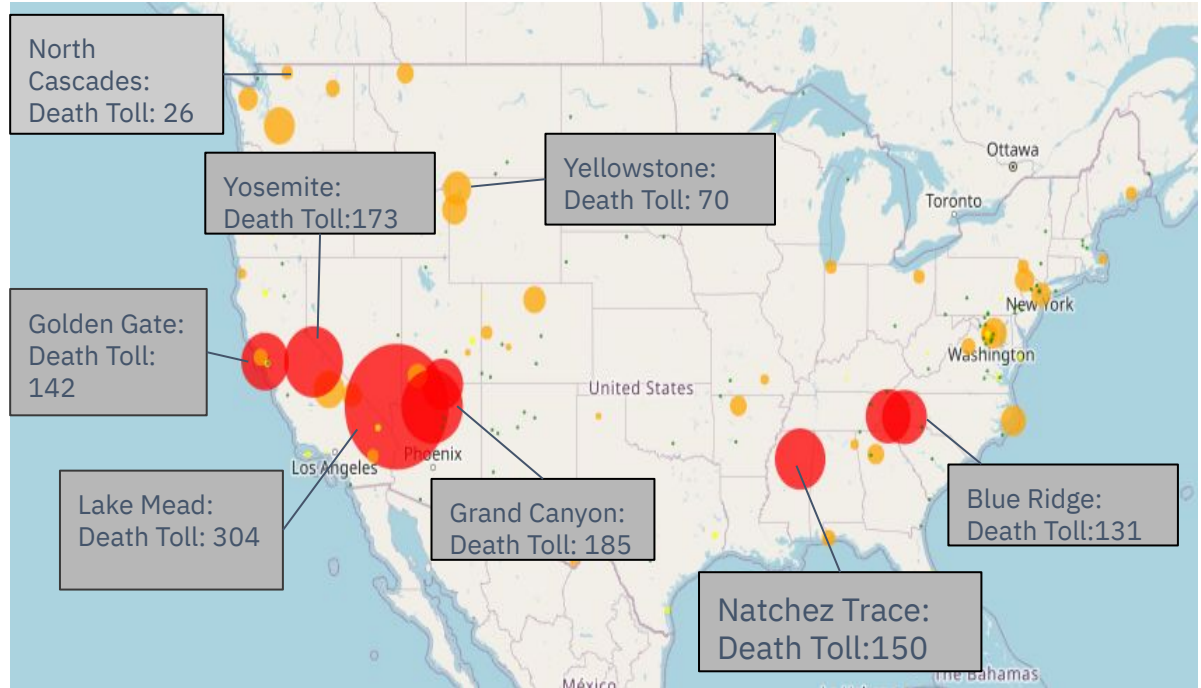 North
Cascades:
Death Toll: 26
Yosemite:
Death Toll:173
Yellowstone:
Death Toll: 70
Ottawa
Toronto
New York
Washington
Golden Gate:
Death Toll:
142
United States
Los Angeles
Phoenix
Lake Mead:
Death Toll: 304
Grand Canyon:
Death Toll: 185
Blue Ridge:
Death Toll:131
Natchez Trace:
Death Toll:150
The Bahamas
México